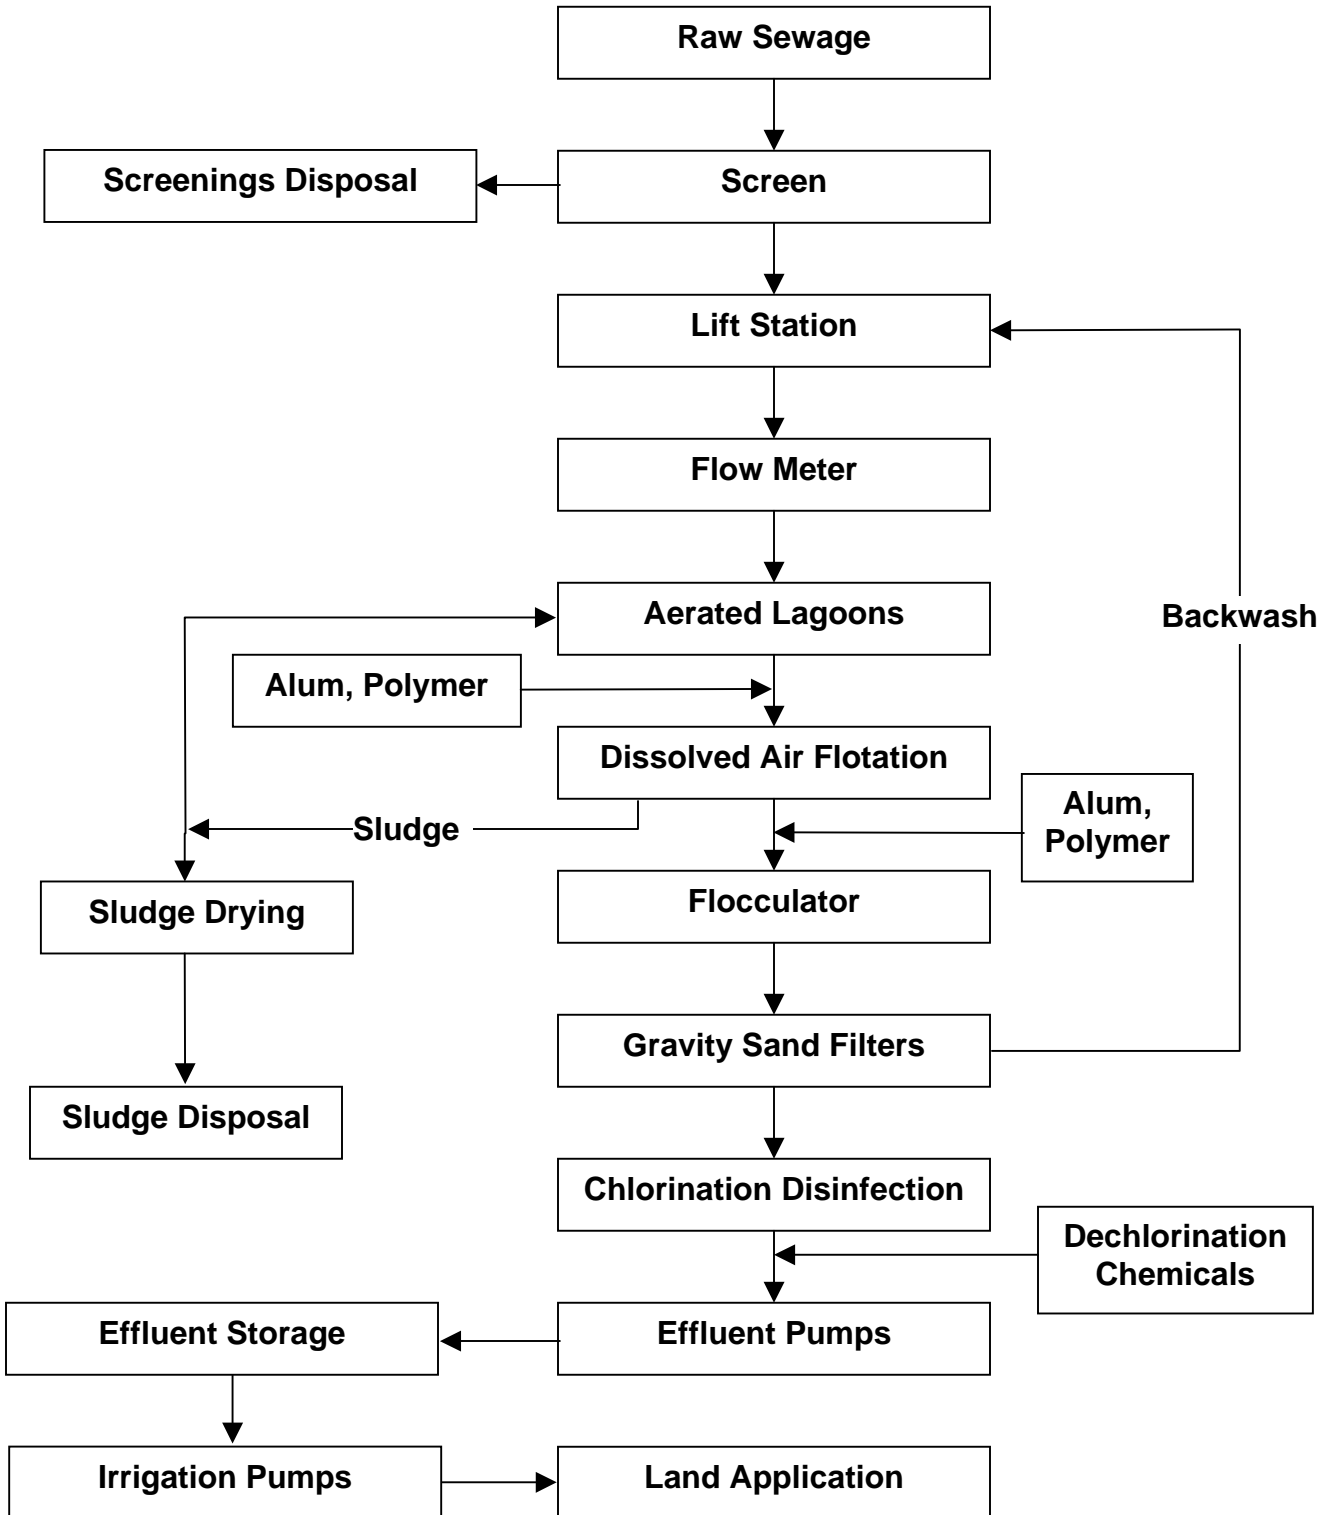 Raw Sewage
Screenings Disposal
Screen
Lift Station
Flow Meter
Aerated Lagoons
Backwash
Alum, Polymer
Dissolved Air Flotation
Alum,
Polymer
Sludge
Flocculator
Sludge Drying
Gravity Sand Filters
Sludge Disposal
Chlorination Disinfection
Dechlorination
Chemicals
Effluent Storage
Effluent Pumps
Irrigation Pumps
Land Application